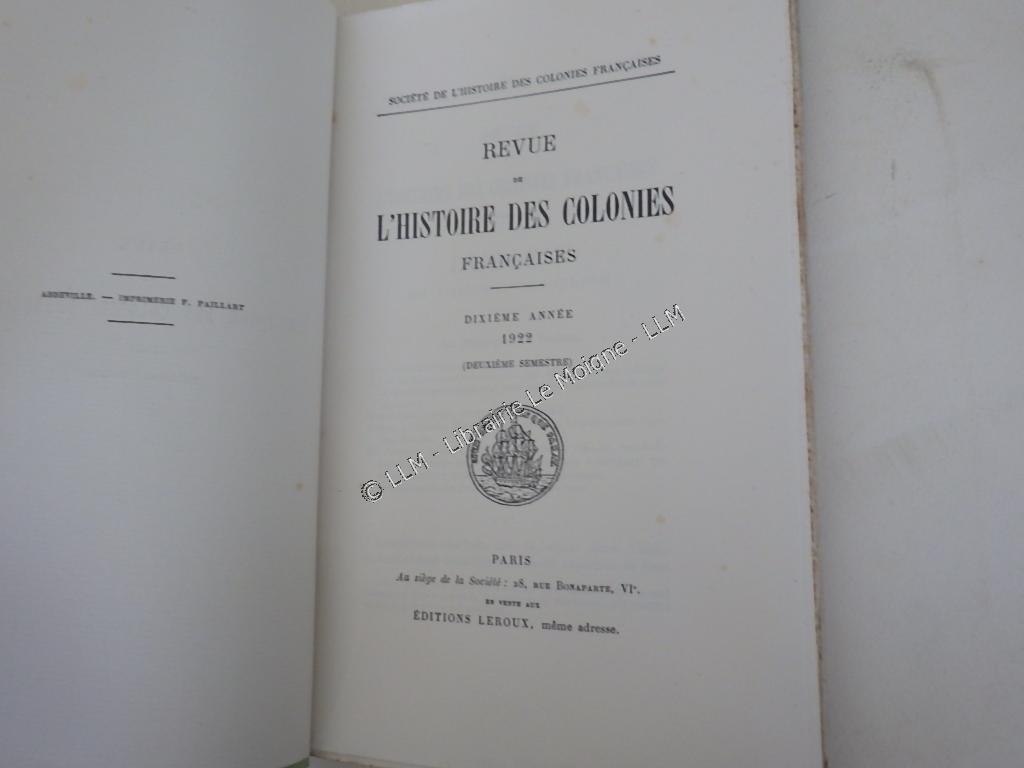 ABBEVILLE. — IMPRIMERIE F. PAILLART
SOCIÉTÉ DE L'HISTOIRE DES COLONIES FRANÇAISES
REVUE
DE
L'HISTOIRE DES COLONIES
FRANÇAISES
DIXIÈME ANNÉE
1922
(DEUXIÈME SEMESTRE)
PARIS
Au siège de la Société : 28, RUE BONAPARTE, VIe.
EN VENTE AUX
ÉDITIONS LEROUX, même adresse.
© LLM - Librairie Le Moigne - LLM